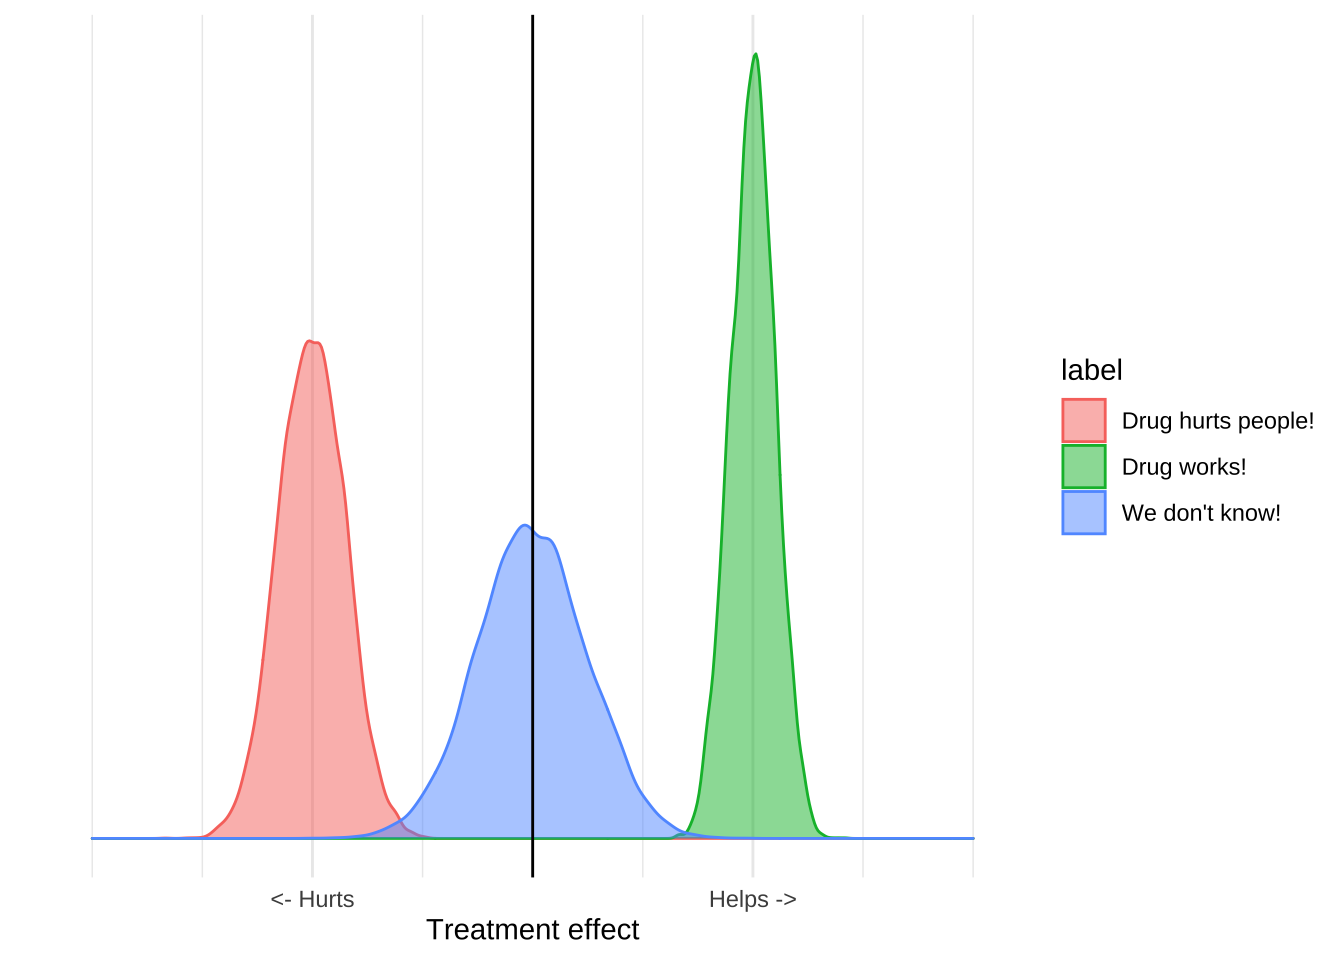 label
Drug hurts people!
Drug works!
We don't know!
<- Hurts
Helps ->
Treatment effect